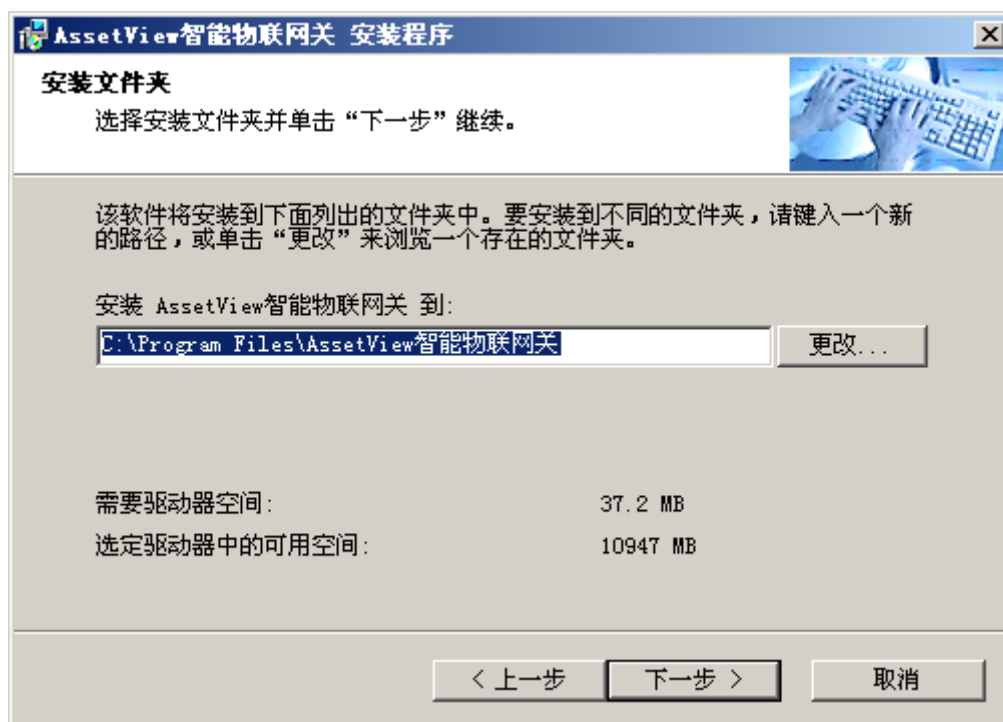 AssetView智能物联网关 安装程序
安装文件夹
选择安装文件夹并单击“下一步”继续。
该软件将安装到下面列出的文件夹中。要安装到不同的文件夹，请键入一个新
的路径，或单击“更改”来浏览一个存在的文件夹。
安装 AssetView智能物联网关 到:
C:\Program Files\AssetView智能物联网关
更改...
需要驱动器空间: 37.2 MB
选定驱动器中的可用空间: 10947 MB
< 上一步 下一步 > 取消